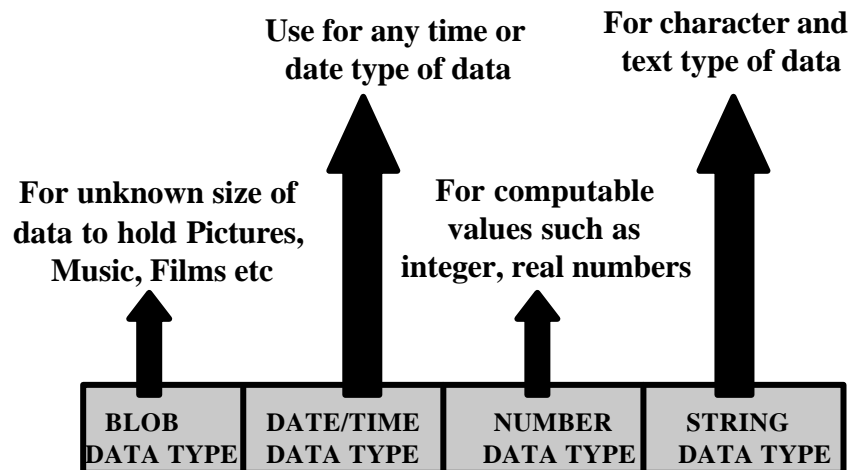 Use for any time or
date type of data
For character and
text type of data
For unknown size of
data to hold Pictures,
Music, Films etc
For computable
values such as
integer, real numbers
BLOB
DATA TYPE
DATE/TIME
DATA TYPE
NUMBER
DATA TYPE
STRING
DATA TYPE